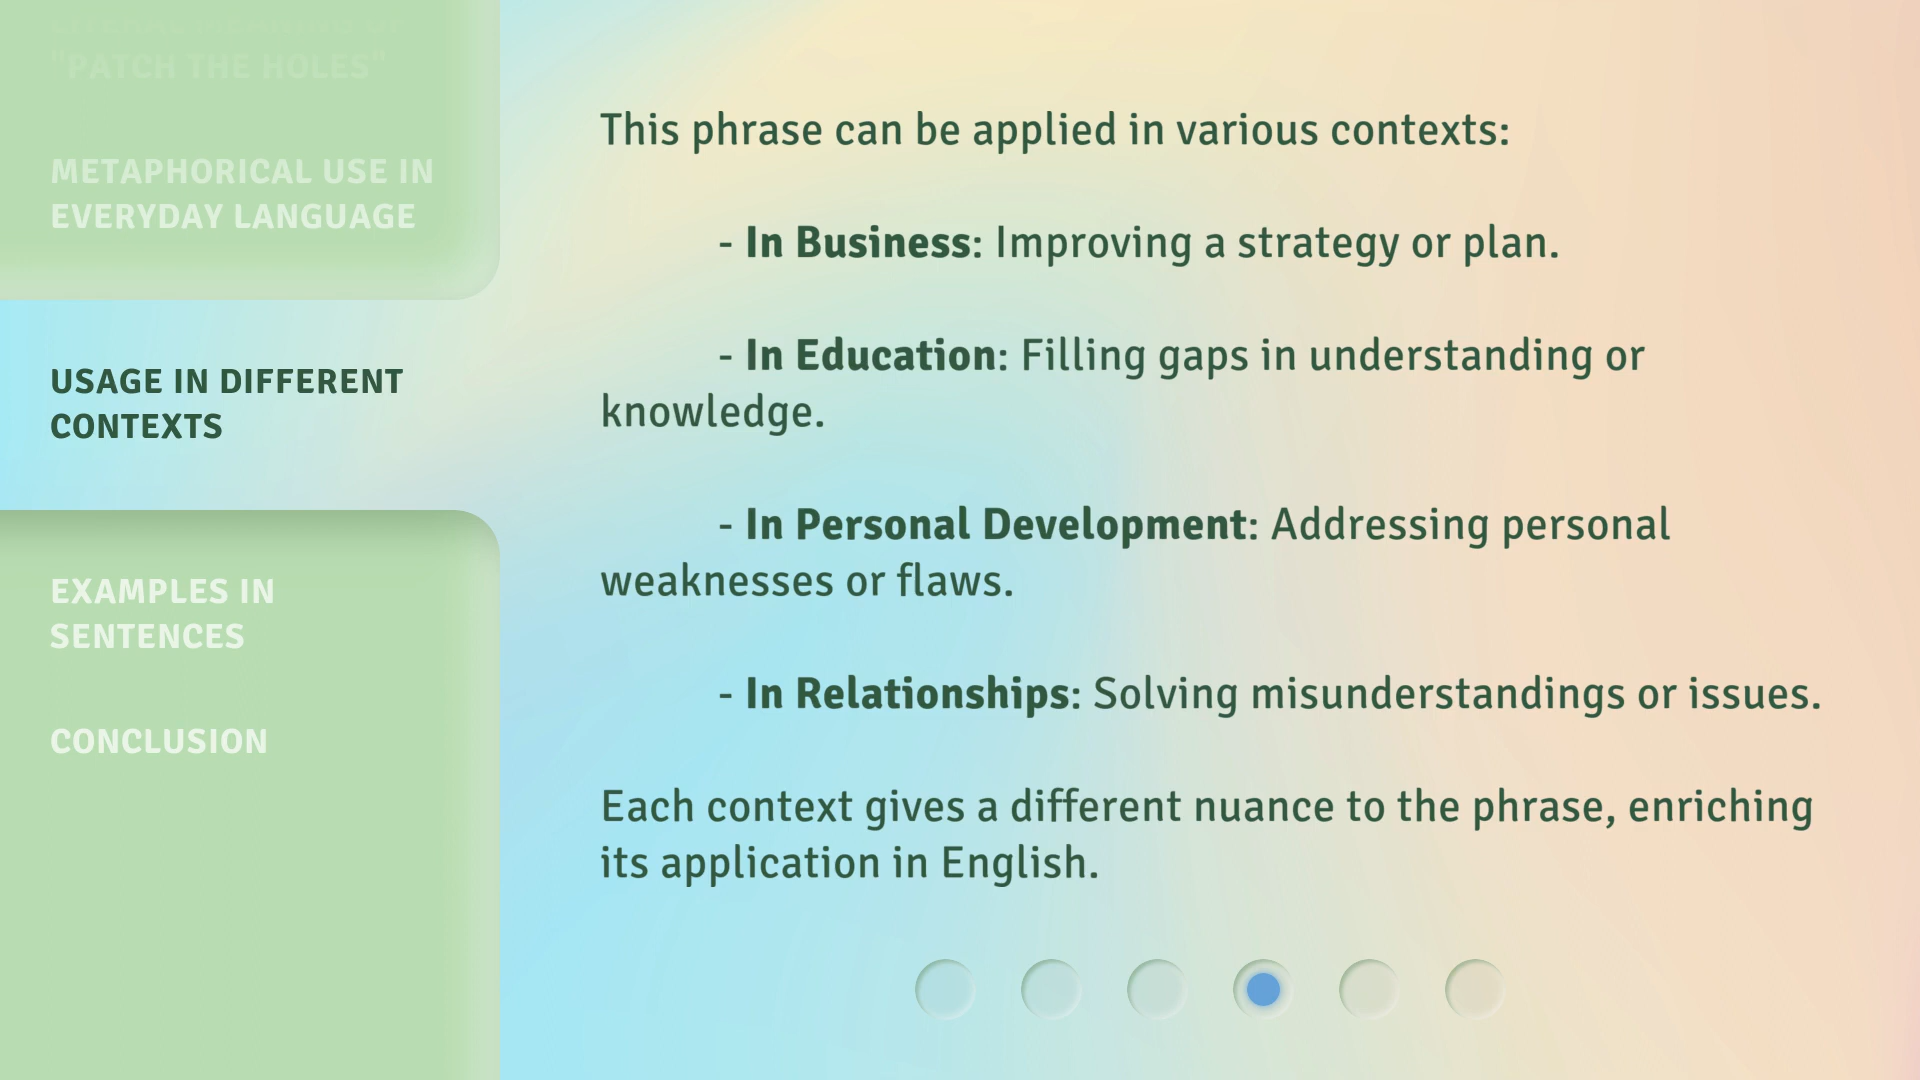 "PATCH THE HOLES"
METAPHORICAL USE IN
EVERYDAY LANGUAGE
USAGE IN DIFFERENT
CONTEXTS
EXAMPLES IN
SENTENCES
CONCLUSION
This phrase can be applied in various contexts:
- In Business: Improving a strategy or plan.
- In Education: Filling gaps in understanding or
knowledge.
- In Personal Development: Addressing personal
weaknesses or flaws.
- In Relationships: Solving misunderstandings or issues.
Each context gives a different nuance to the phrase, enriching
its application in English.